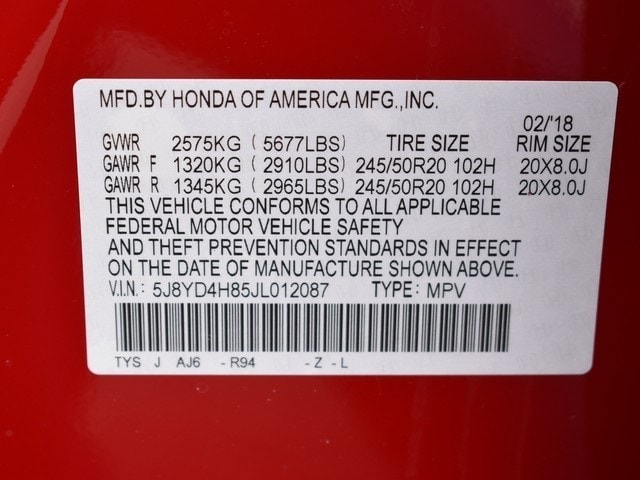 MFD.BY HONDA OF AMERICA MFG.,INC.
02/'18
GVWR 2575KG ( 5677LBS) TIRE SIZE RIM SIZE
GAWR F 1320KG ( 2910LBS) 245/50R20 102H 20X8.0J
GAWR R 1345KG ( 2965LBS) 245/50R20 102H 20X8.0J
THIS VEHICLE CONFORMS TO ALL APPLICABLE
FEDERAL MOTOR VEHICLE SAFETY
AND THEFT PREVENTION STANDARDS IN EFFECT
ON THE DATE OF MANUFACTURE SHOWN ABOVE.
V.I.N.: 5J8YD4H85JL012087 TYPE: MPV
TYS J AJ6 - R94 - Z - L